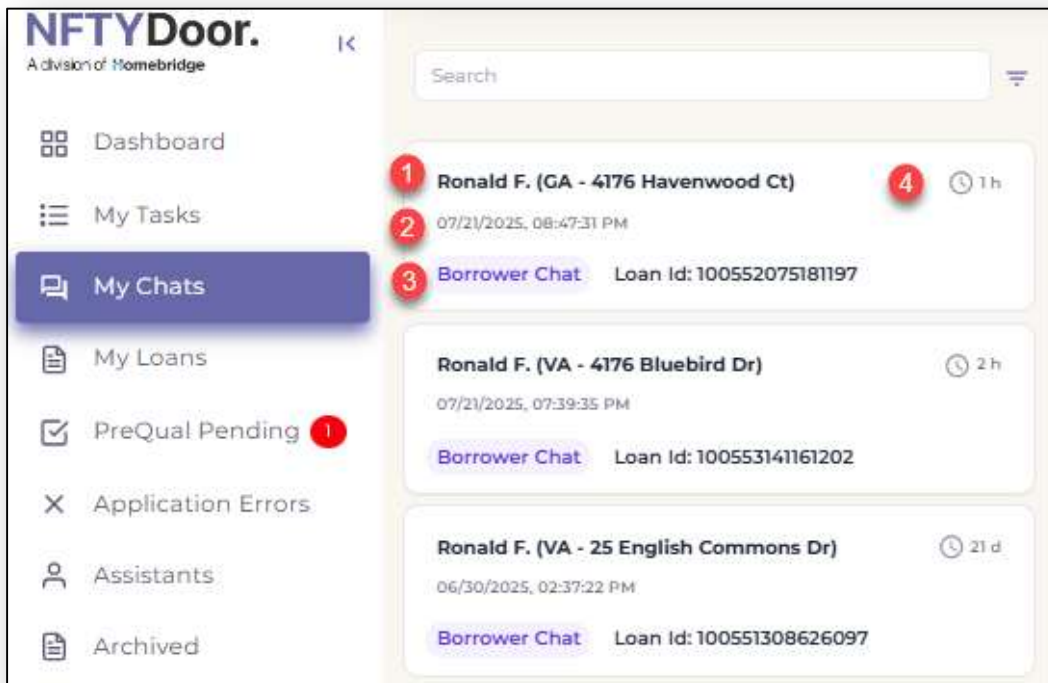 NFTYDoor.
A division of Homebridge
Dashboard
My Tasks
My Chats
My Loans
PreQual Pending 1
Application Errors
Assistants
Archived
Search
1 Ronald F. (GA - 4176 Havenwood Ct) 4 1 h
2 07/21/2025, 08:47:31 PM
3 Borrower Chat Loan Id: 100552075181197
Ronald F. (VA - 4176 Bluebird Dr) 2 h
07/21/2025, 07:39:35 PM
Borrower Chat Loan Id: 100553141161202
Ronald F. (VA - 25 English Commons Dr) 21 d
06/30/2025, 02:37:22 PM
Borrower Chat Loan Id: 100551308626097